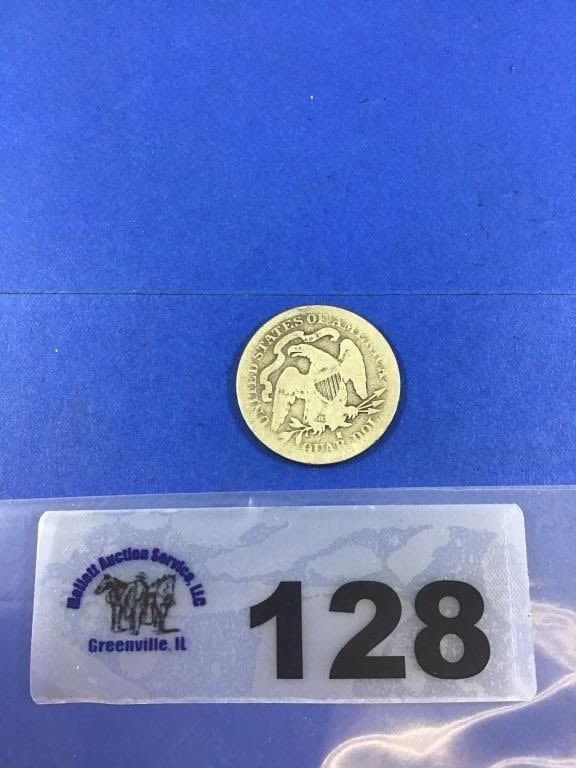 UNITED STATES OF AMERICA
QUAR. DOL.
Mollett Auction Service, LLC
Greenville, IL
128